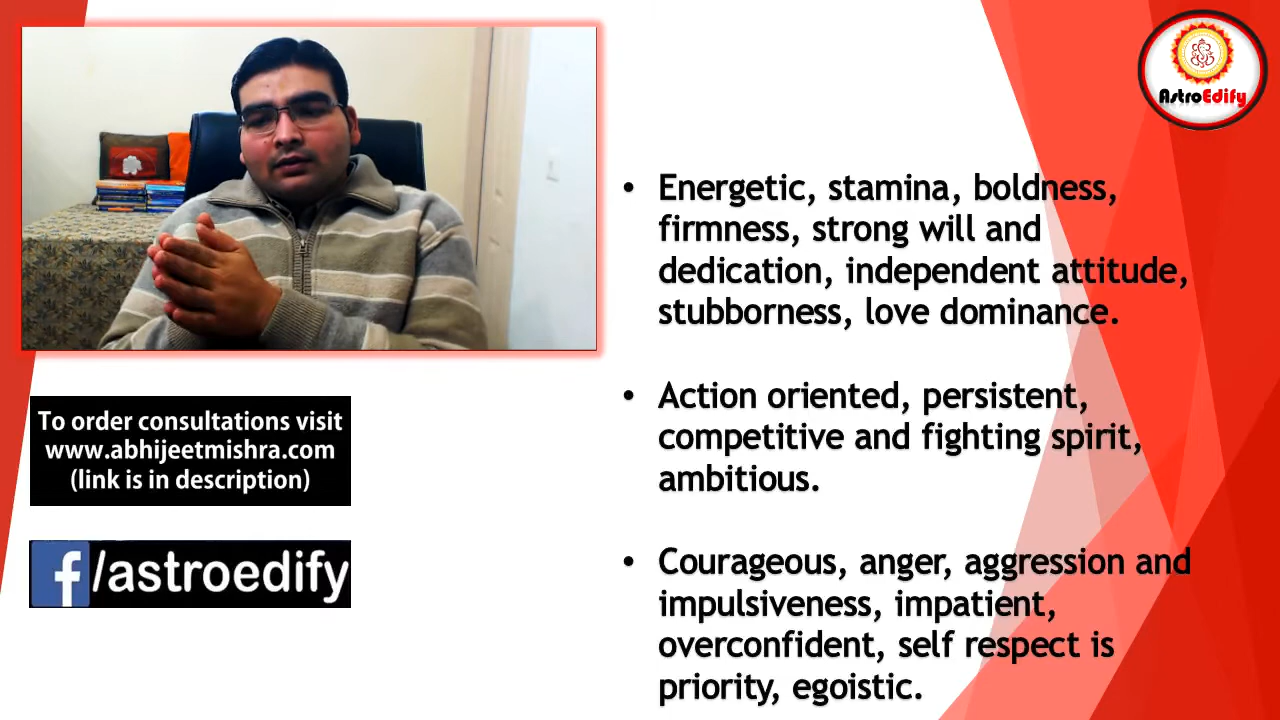 AstroEdify
Energetic, stamina, boldness,
firmness, strong will and
dedication, independent attitude,
stubborness, love dominance.
Action oriented, persistent,
competitive and fighting spirit,
ambitious.
Courageous, anger, aggression and
impulsiveness, impatient,
overconfident, self respect is
priority, egoistic.
To order consultations visit
www.abhijeetmishra.com
(link is in description)
f/astroedify